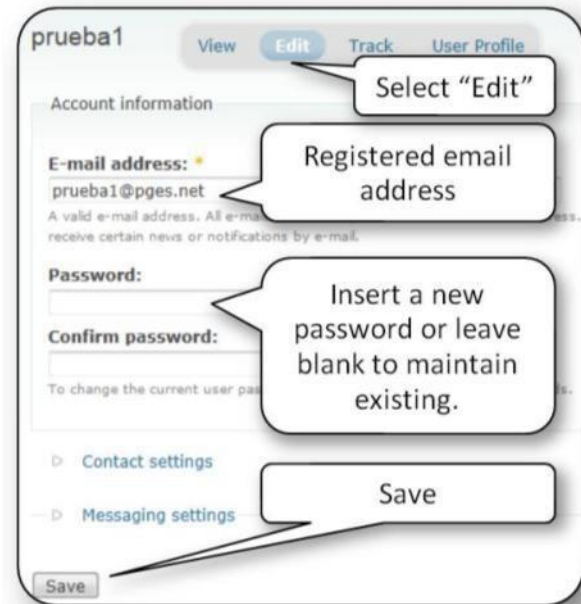 prueba1
View Edit Track User Profile
Select “Edit”
Account information
E-mail address: *
Registered email
address
prueba1@pges.net
A valid e-mail address. All e-ma
ess.
receive certain news or notifications by e-mail.
Password:
Insert a new
password or leave
blank to maintain
existing.
Confirm password:
To change the current user pas
ds.
Contact settings
Save
Messaging settings
Save